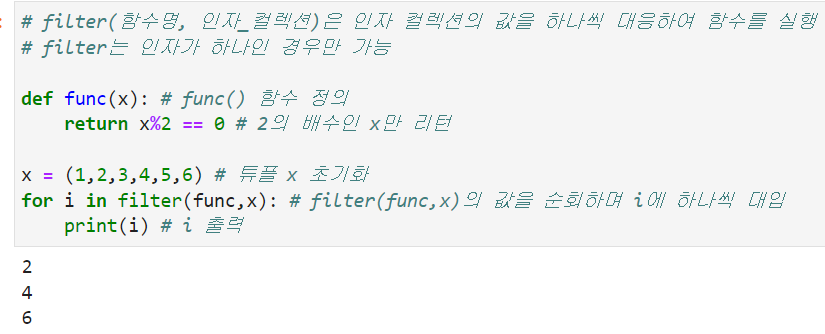 # filter(함수명, 인자_컬렉션)은 인자 컬렉션의 값을 하나씩 대응하여 함수를 실행
# filter는 인자가 하나인 경우만 가능
def func(x): # func() 함수 정의
    return x%2 == 0 # 2의 배수인 x만 리턴
x = (1,2,3,4,5,6) # 튜플 x 초기화
for i in filter(func,x): # filter(func,x)의 값을 순회하며 i에 하나씩 대입
    print(i) # i 출력
2
4
6